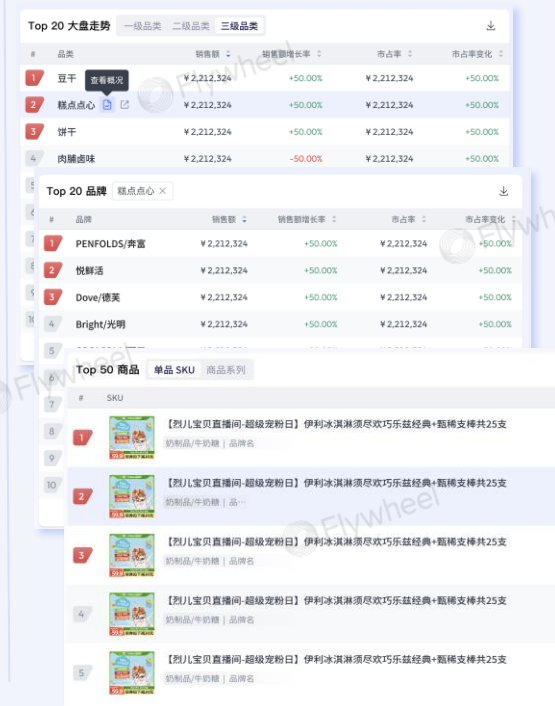 Top 20 大盘走势 一级品类 二级品类 三级品类
# 品类 销售额 销售额增长率 市占率 市占率变化
1 豆干 ¥2,212,324 +50.00% ¥2,212,324 +50.00%
查看概况
2 糕点点心 ¥2,212,324 +50.00% ¥2,212,324 +50.00%
3 饼干 ¥2,212,324 +50.00% ¥2,212,324 +50.00%
4 肉脯卤味 ¥2,212,324 -50.00% ¥2,212,324 +50.00%
Top 20 品牌 糕点点心 ×
# 品牌 销售额 销售额增长率 市占率 市占率变化
1 PENFOLDS/奔富 ¥2,212,324 +50.00% ¥2,212,324 +50.00%
2 悦鲜活 ¥2,212,324 +50.00% ¥2,212,324 +50.00%
3 Dove/德芙 ¥2,212,324 +50.00% ¥2,212,324 +50.00%
4 Bright/光明 ¥2,212,324 +50.00% ¥2,212,324 +50.00%
5
6
7
8
9
10
Top 50 商品 单品 SKU 商品系列
# SKU
1 【烈儿宝贝直播间-超级宠粉日】伊利冰淇淋须尽欢巧乐兹经典+甄稀支棒共25支
奶制品/牛奶糖 | 品牌名
2 【烈儿宝贝直播间-超级宠粉日】伊利冰淇淋须尽欢巧乐兹经典+甄稀支棒共25支
奶制品/牛奶糖 | 品…
3 【烈儿宝贝直播间-超级宠粉日】伊利冰淇淋须尽欢巧乐兹经典+甄稀支棒共25支
奶制品/牛奶糖 | 品牌名
4 【烈儿宝贝直播间-超级宠粉日】伊利冰淇淋须尽欢巧乐兹经典+甄稀支棒共25支
奶制品/牛奶糖 | 品牌名
5 【烈儿宝贝直播间-超级宠粉日】伊利冰淇淋须尽欢巧乐兹经典+甄稀支棒共25支
奶制品/牛奶糖 | 品牌名
Flywheel
Flywh
Flywheel
Flywheel